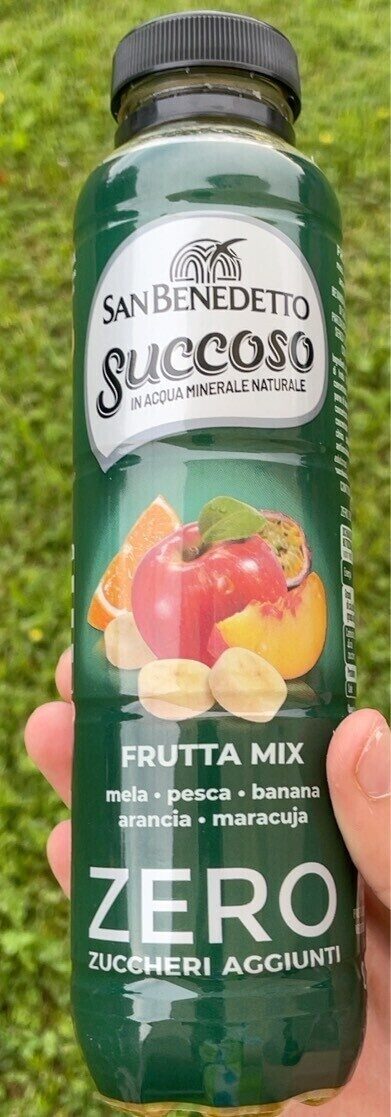 SAN BENEDETTO
Succoso
IN ACQUA MINERALE NATURALE
FRUTTA MIX
mela • pesca • banana
arancia • maracuja
ZERO
ZUCCHERI AGGIUNTI